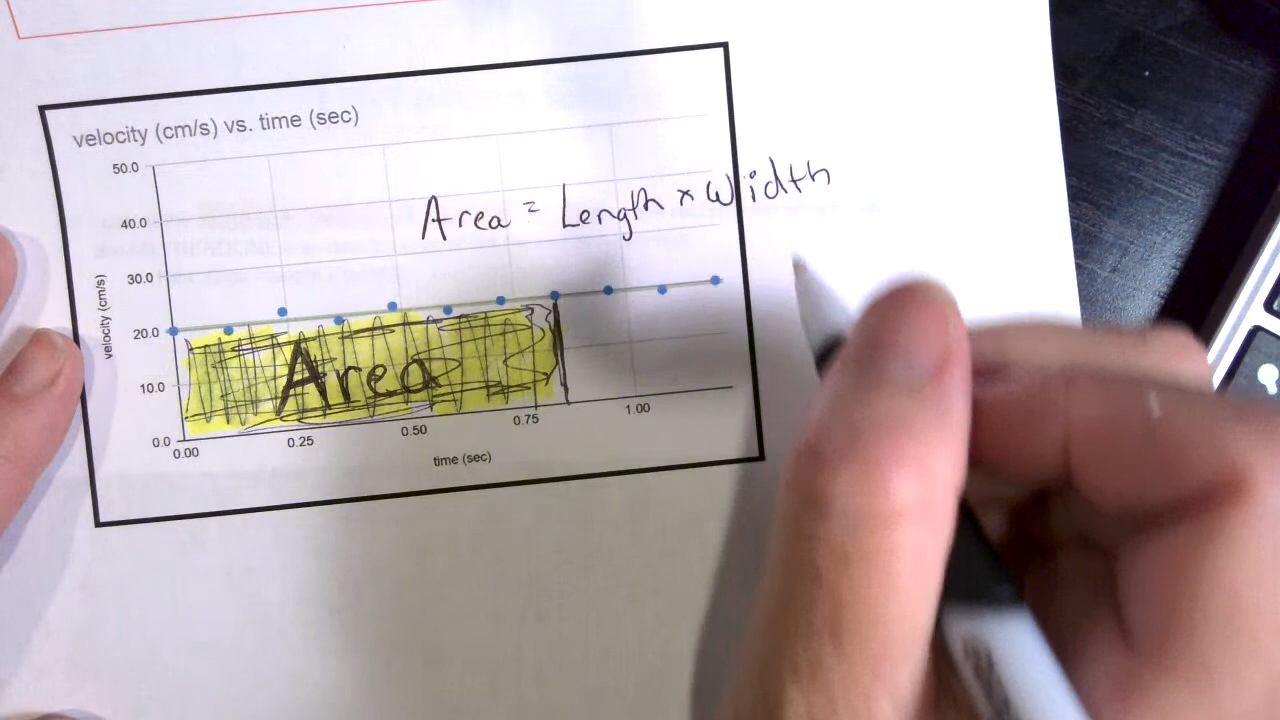 velocity (cm/s) vs. time (sec)
50.0
40.0
30.0
20.0
10.0
0.0
velocity (cm/s)
Area = Length × Width
Area
0.00
0.25
0.50
0.75
1.00
time (sec)